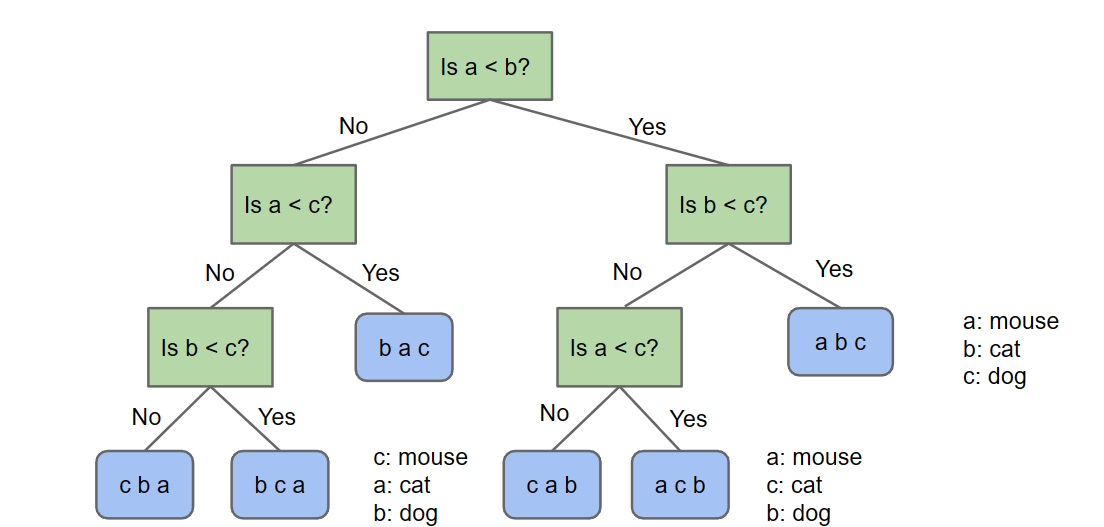 Is a < b?
No
Yes
Is a < c?
Is b < c?
No
Yes
No
Yes
Is b < c?
b a c
Is a < c?
a b c
a: mouse
b: cat
c: dog
No
Yes
No
Yes
c b a
b c a
c: mouse
a: cat
b: dog
c a b
a c b
a: mouse
c: cat
b: dog